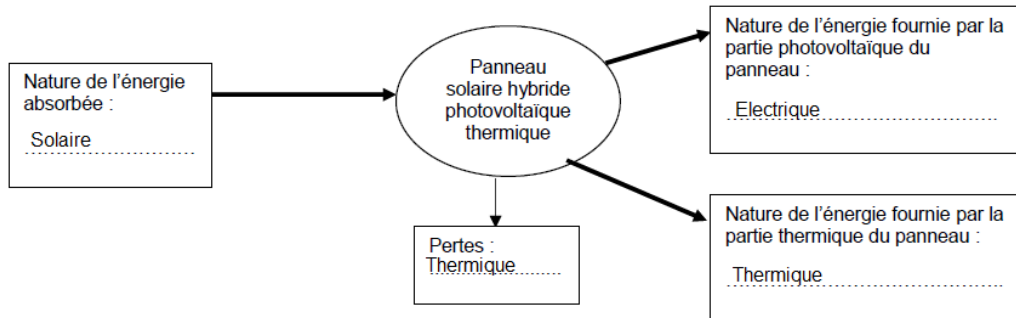 Nature de l’énergie
absorbée :
Solaire
Panneau
solaire hybride
photovoltaïque
thermique
Pertes :
Thermique
Nature de l’énergie fournie par la
partie photovoltaïque du
panneau :
Electrique
Nature de l’énergie fournie par la
partie thermique du panneau :
Thermique